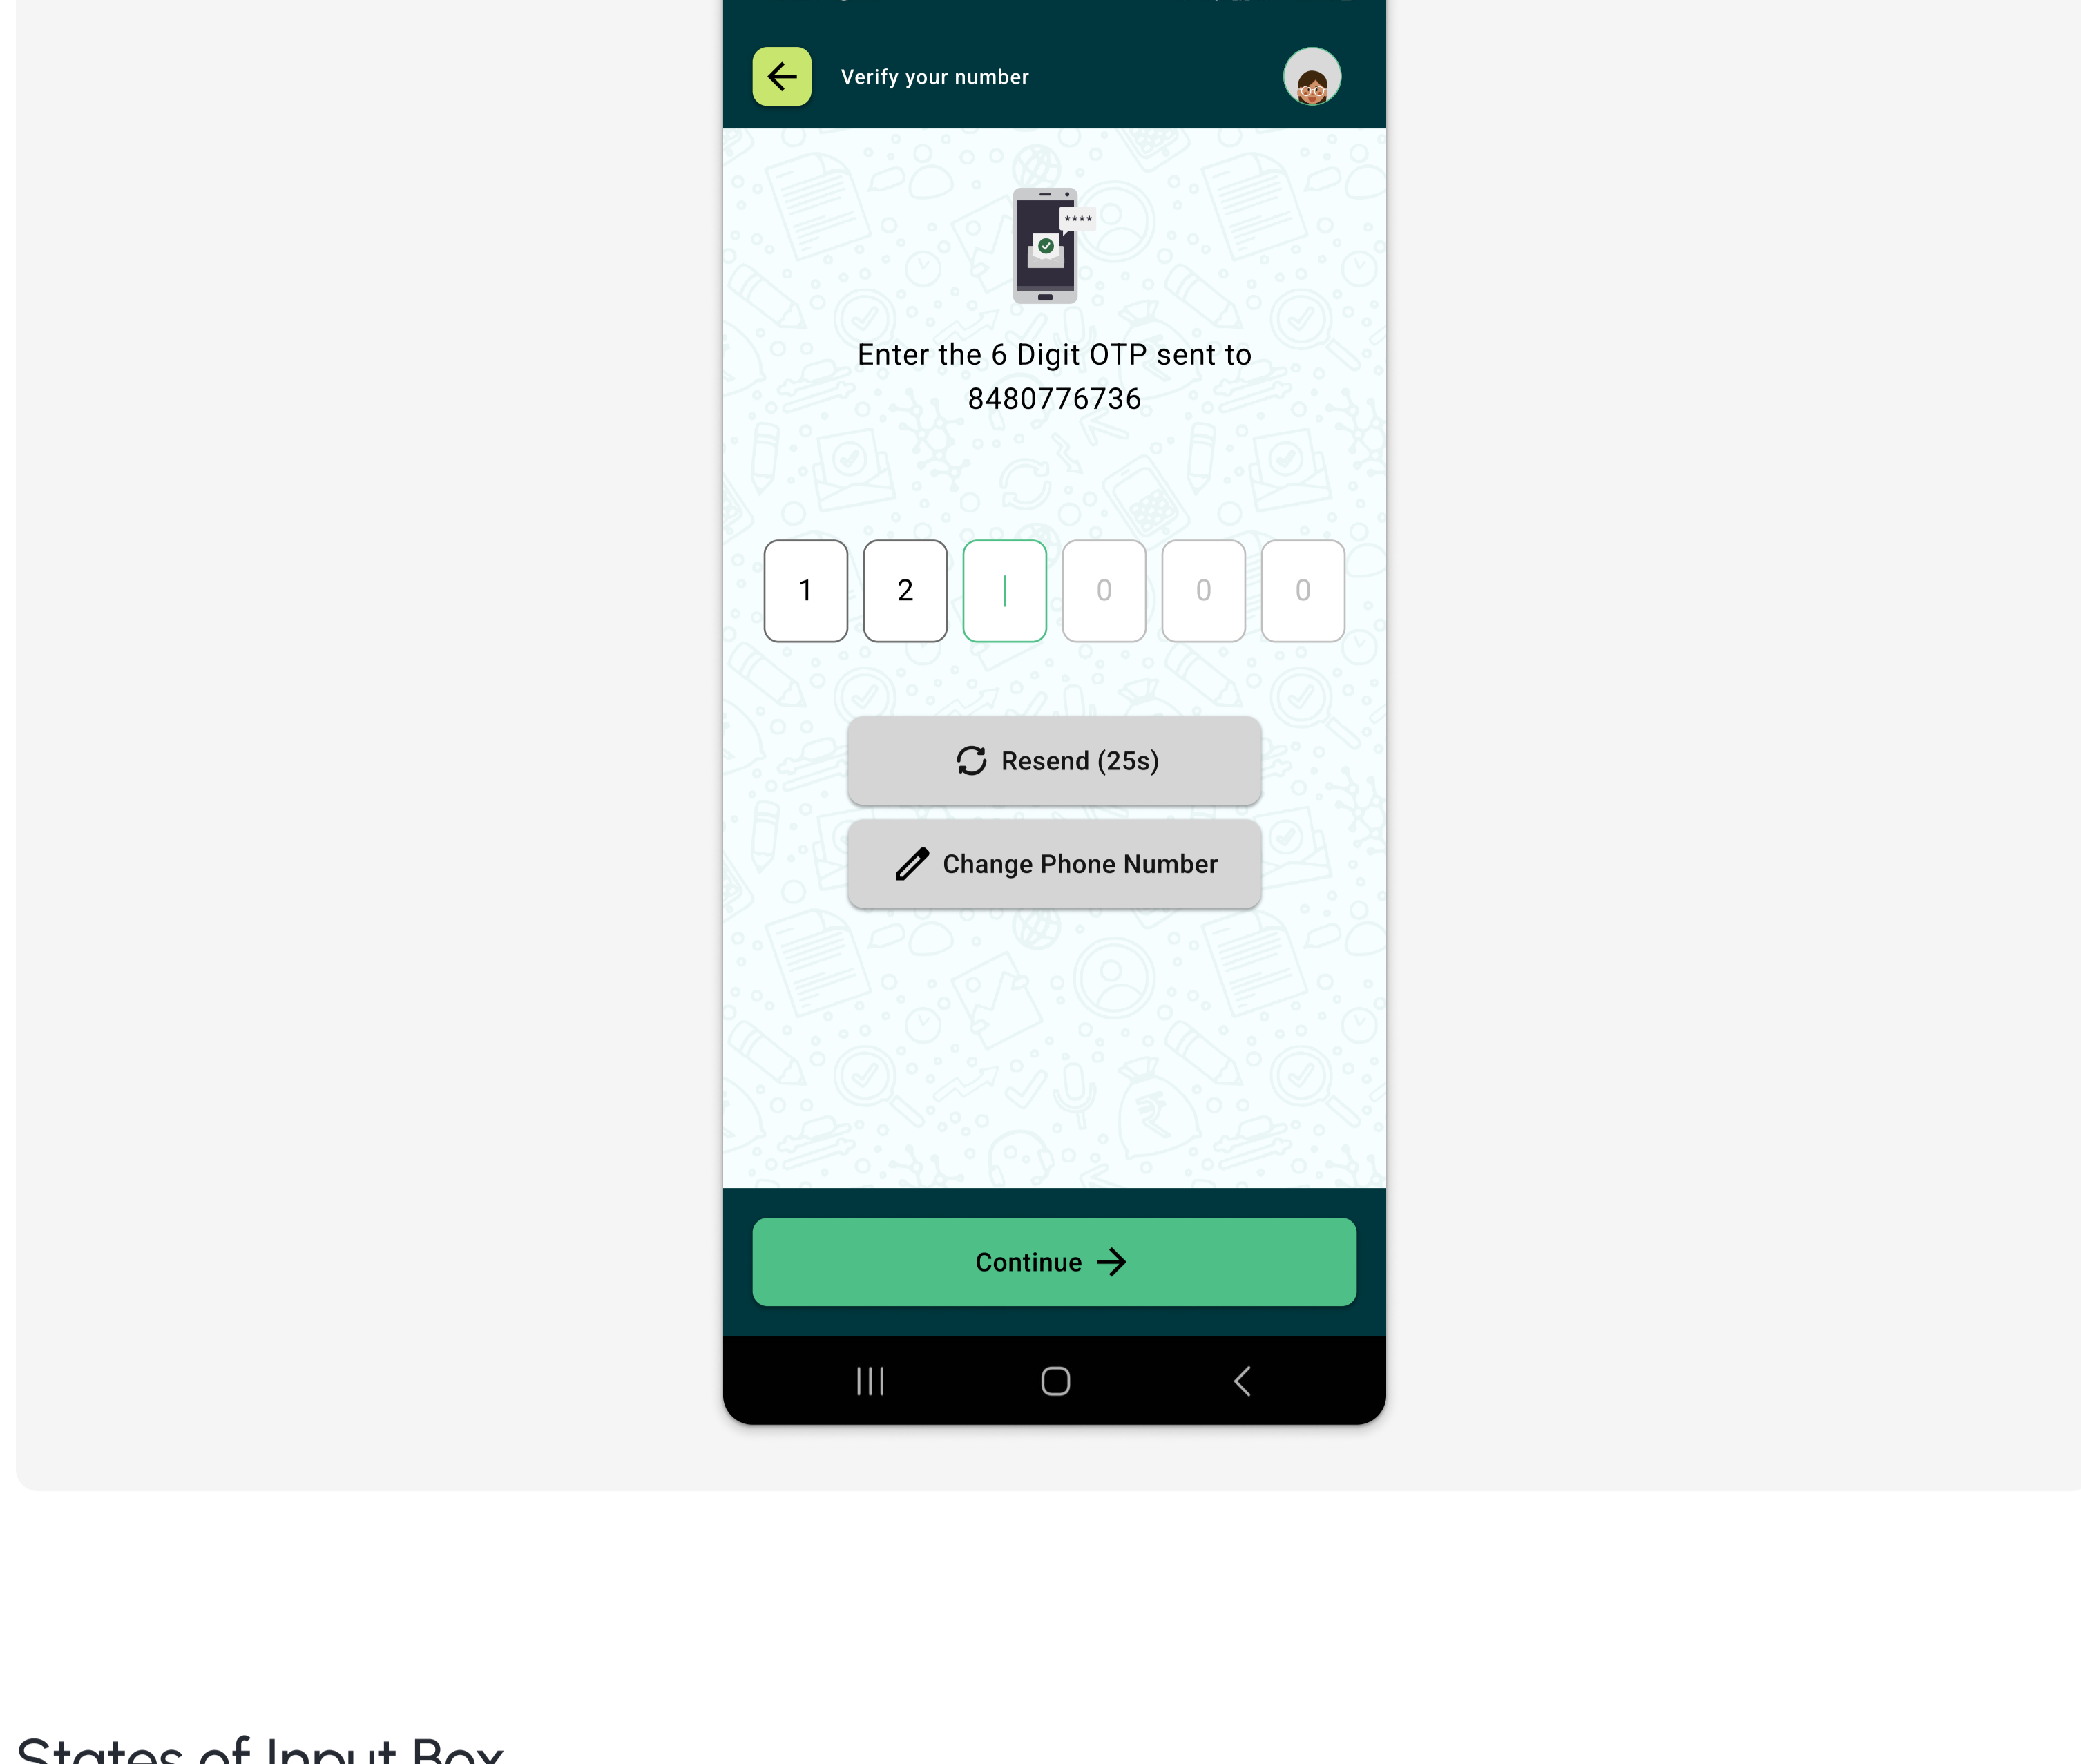 Verify your number
****
Enter the 6 Digit OTP sent to
8480776736
1 2 0 0 0
Resend (25s)
Change Phone Number
Continue
States of Input Box